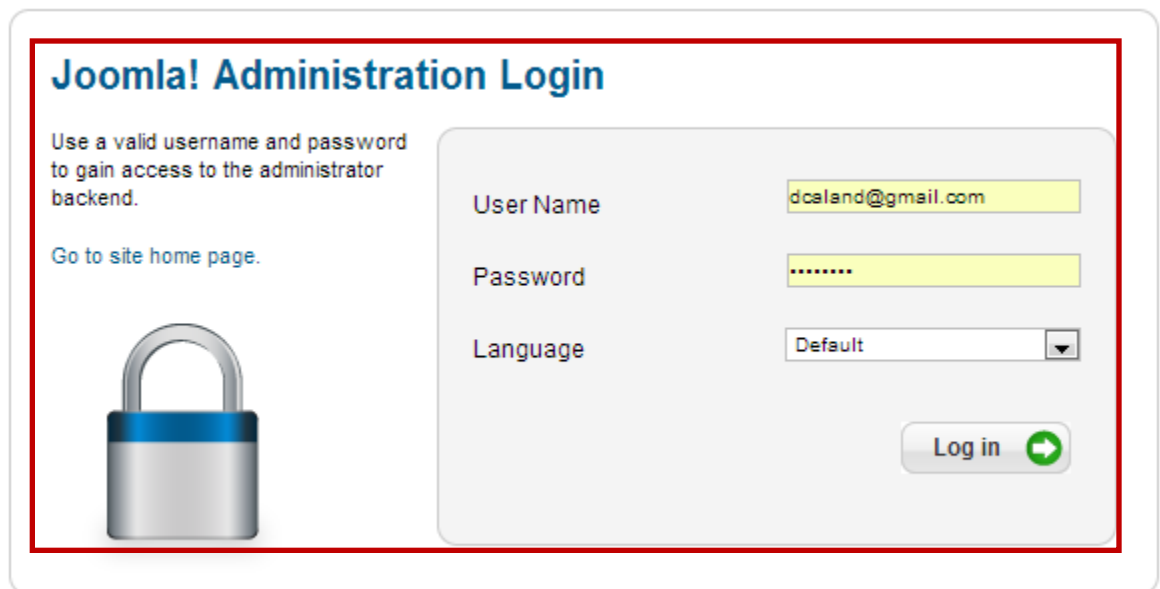 Joomla! Administration Login
Use a valid username and password
to gain access to the administrator
backend.
Go to site home page.
User Name
dcaland@gmail.com
Password
••••••••
Language
Default
Log in